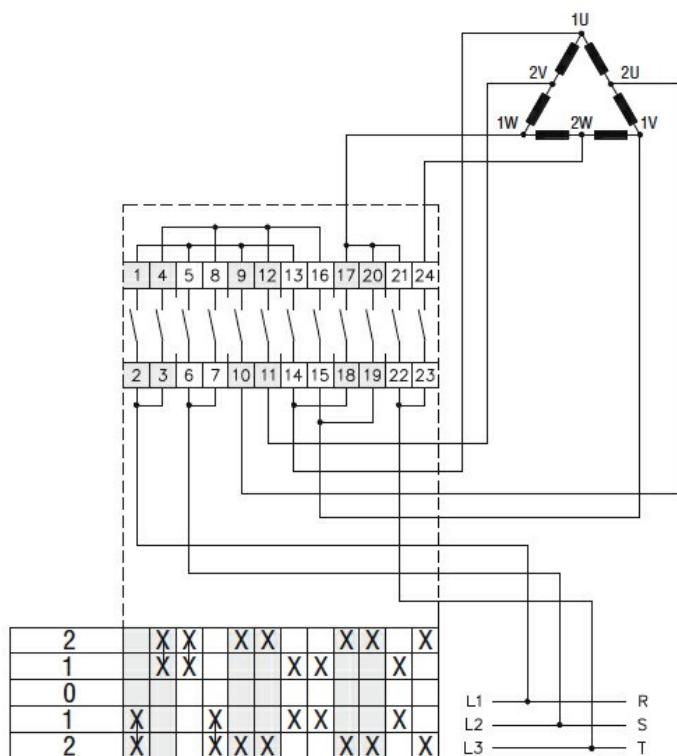 1U
2V 2U
1W 2W 1V
1 4 5 8 9 12 13 16 17 20 21 24
2 3 6 7 10 11 14 15 18 19 22 23
2 X X X X X X X
1 X X X X X
0
1 X X X X X
2 X X X X X X X
L1 R
L2 S
L3 T